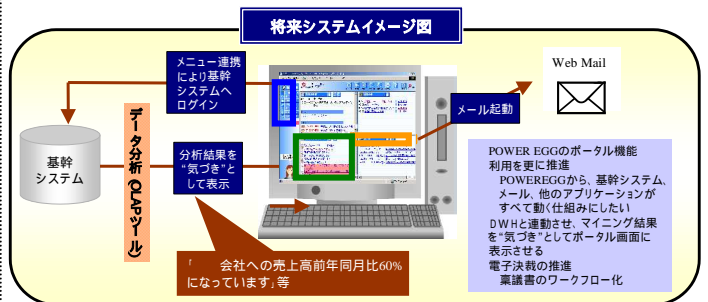 将来システムイメージ図
メニュー連携
により基幹
システムへ
ログイン
Web Mail
メール起動
基幹
システム
データ分析（OLAPツール）
分析結果を
“気づき”と
して表示
「　　会社への売上高前年同月比60%
になっています」等
POWER EGGのポータル機能
利用を更に推進
POWEREGGから、基幹システム、
メール、他のアプリケーションが
すべて動く仕組みにしたい
DWHと連動させ、マイニング結果
を“気づき”としてポータル画面に
表示させる
電子決裁の推進
稟議書のワークフロー化